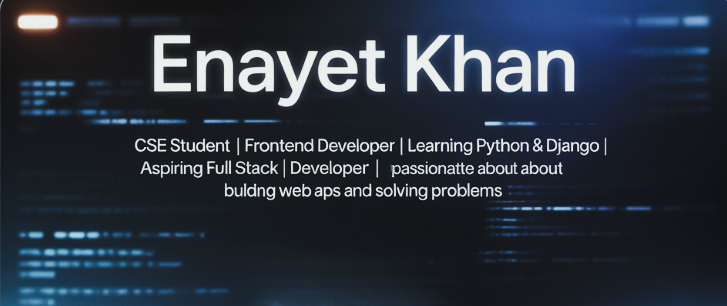 Enayet Khan
CSE Student | Frontend Developer | Learning Python & Django |
Aspiring Full Stack | Developer | passionatte about about
buldng web aps and solving problems